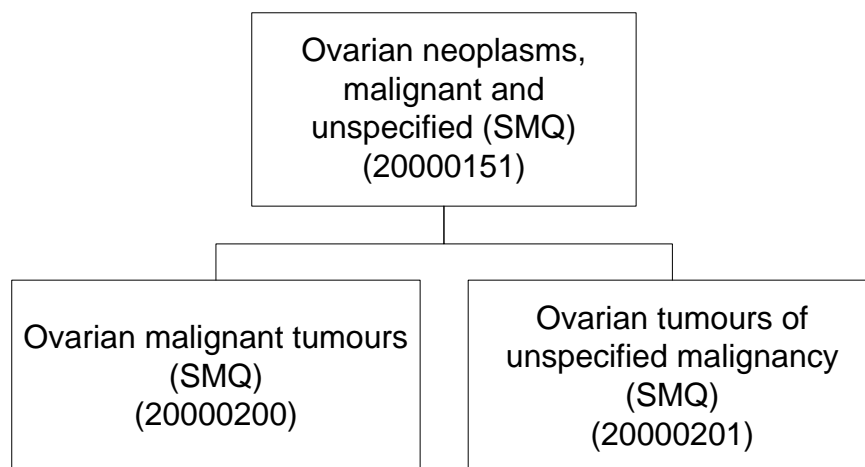 Ovarian neoplasms,
malignant and
unspecified (SMQ)
(20000151)
Ovarian malignant tumours
(SMQ)
(20000200)
Ovarian tumours of
unspecified malignancy
(SMQ)
(20000201)